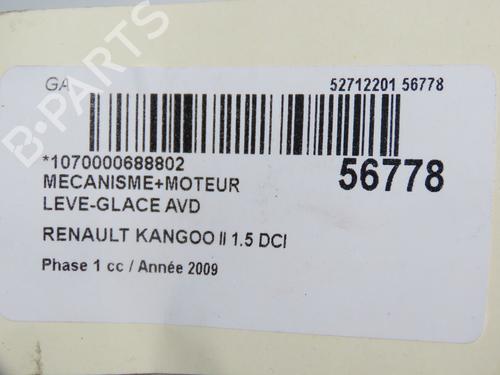 GA
52712201 56778
*1070000688802
56778
MECANISME+MOTEUR
LEVE-GLACE AVD
RENAULT KANGOO II 1.5 DCI
Phase 1 cc / Année 2009
B-PARTS